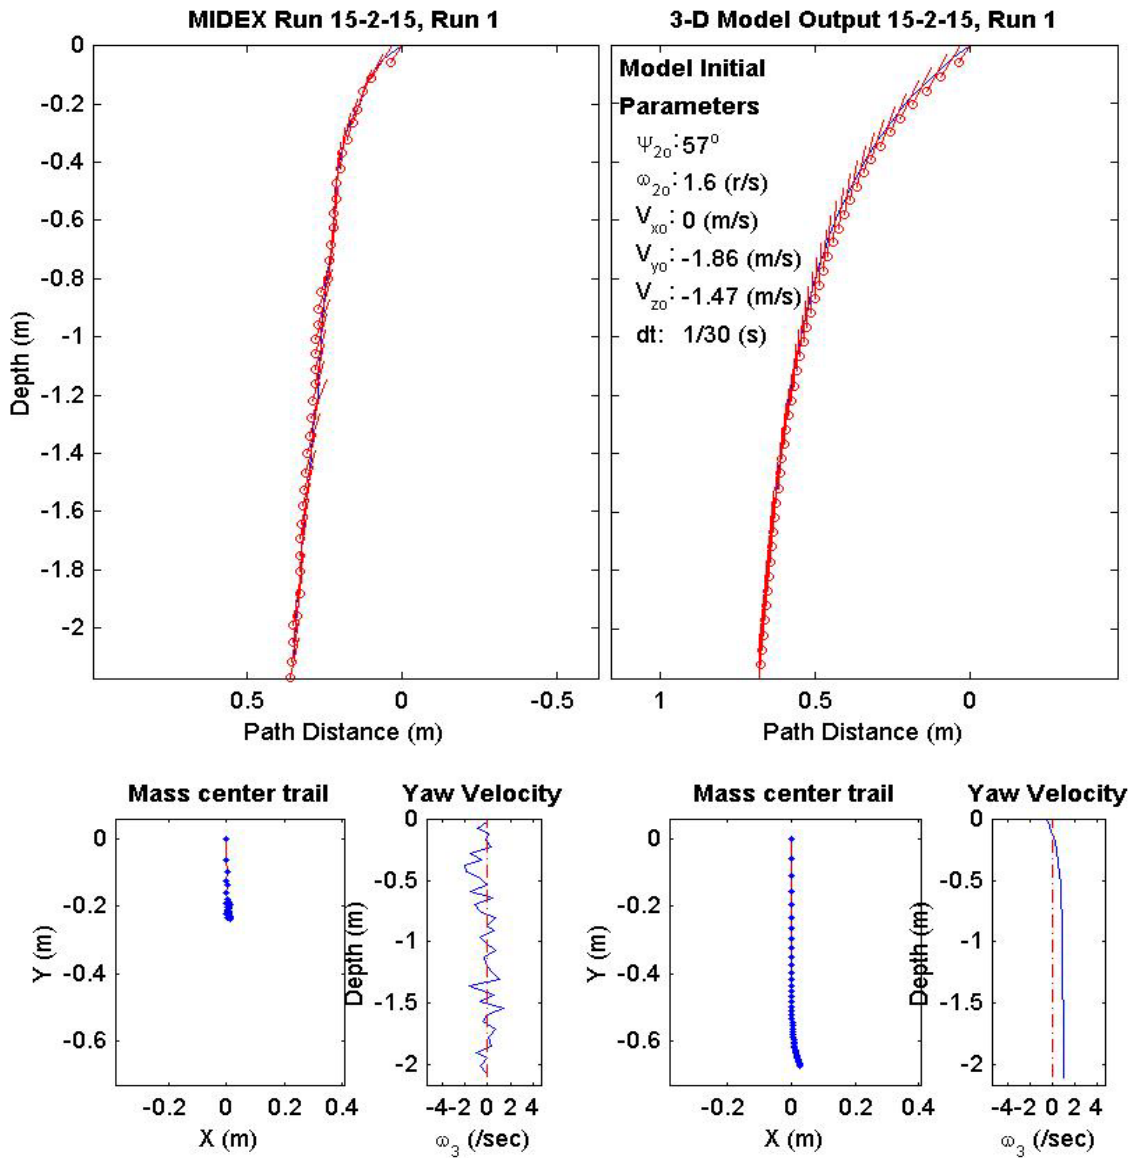 MIDEX Run 15-2-15, Run 1
3-D Model Output 15-2-15, Run 1
0
-0.2
-0.4
-0.6
-0.8
-1
-1.2
-1.4
-1.6
-1.8
-2
Depth (m)
0.5 0 -0.5
Path Distance (m)
Model Initial
Parameters
Ψ2o: 57o
ω2o: 1.6 (r/s)
Vxo: 0 (m/s)
Vyo: -1.86 (m/s)
Vzo: -1.47 (m/s)
dt: 1/30 (s)
1 0.5 0
Path Distance (m)
Mass center trail
0
-0.2
-0.4
-0.6
Y (m)
-0.2 0 0.2 0.4
X (m)
Yaw Velocity
0
-0.5
-1
-1.5
-2
Depth (m)
-4 -2 0 2 4
ω3 (/sec)
Mass center trail
0
-0.2
-0.4
-0.6
Y (m)
-0.2 0 0.2 0.4
X (m)
Yaw Velocity
0
-0.5
-1
-1.5
-2
Depth (m)
-4 -2 0 2 4
ω3 (/sec)